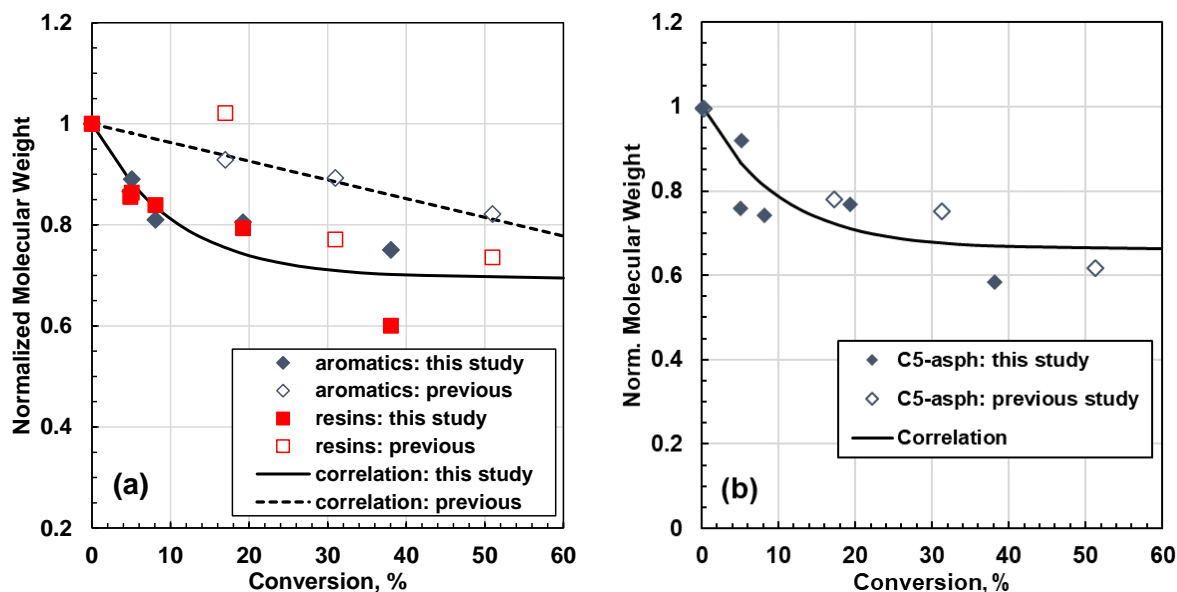 1.2
1
0.8
0.6
0.4
0.2
Normalized Molecular Weight
0 10 20 30 40 50 60
Conversion, %
aromatics: this study
aromatics: previous
resins: this study
resins: previous
correlation: this study
correlation: previous
(a)
1.2
1
0.8
0.6
0.4
0.2
0
Norm. Molecular Weight
0 10 20 30 40 50 60
Conversion, %
C5-asph: this study
C5-asph: previous study
Correlation
(b)